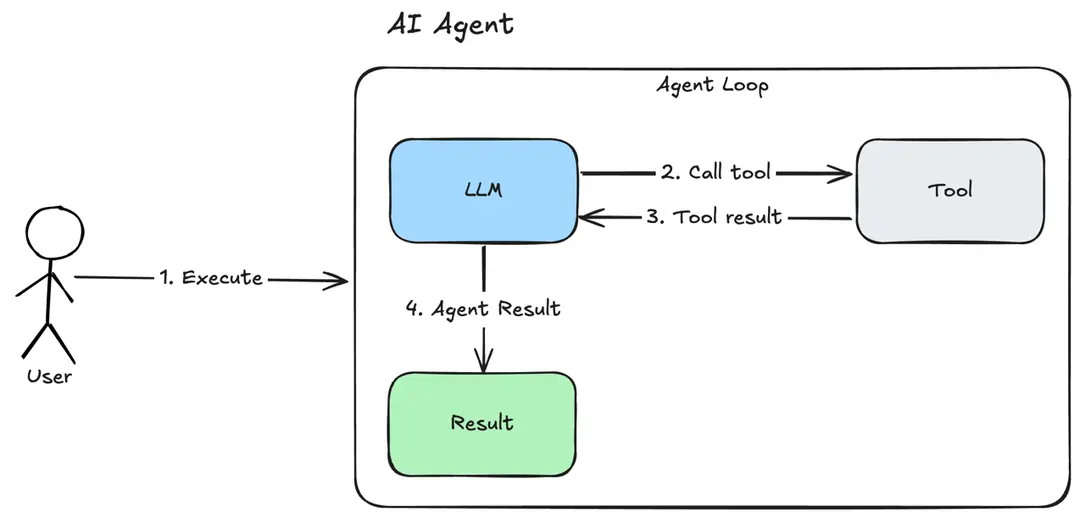 AI Agent
Agent Loop
LLM
2. Call tool
Tool
3. Tool result
1. Execute
4. Agent Result
User
Result